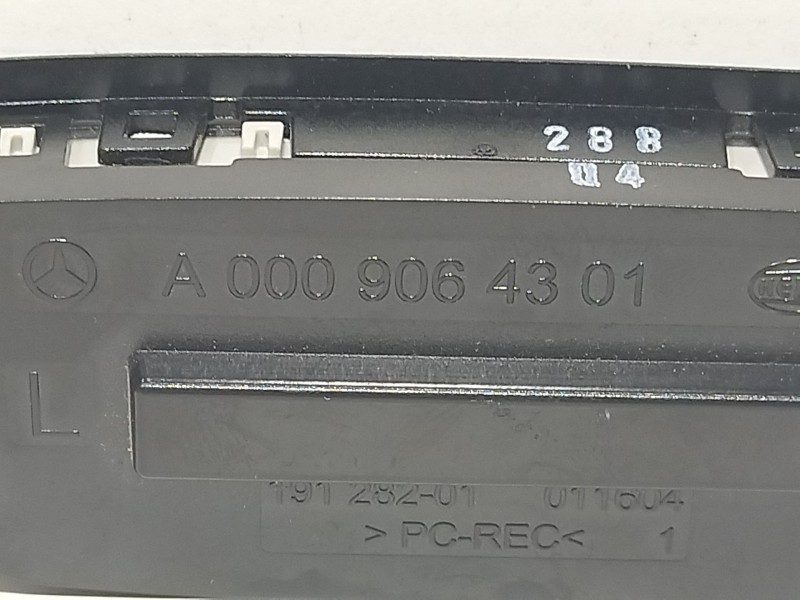 288
04
A 000 906 43 01
L
191 282-01 011604
> PC-REC< 1